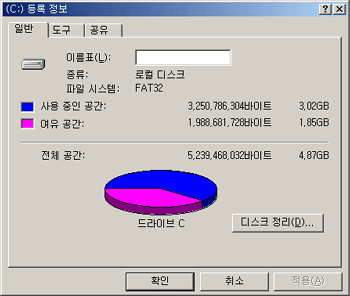 (C:) 등록 정보
일반 도구 공유
이름표(L):
종류: 로컬 디스크
파일 시스템: FAT32
사용 중인 공간: 3,250,786,304바이트 3,02GB
여유 공간: 1,988,681,728바이트 1,85GB
전체 공간: 5,239,468,032바이트 4,87GB
드라이브 C
디스크 정리(D)...
확인 취소 적용(A)